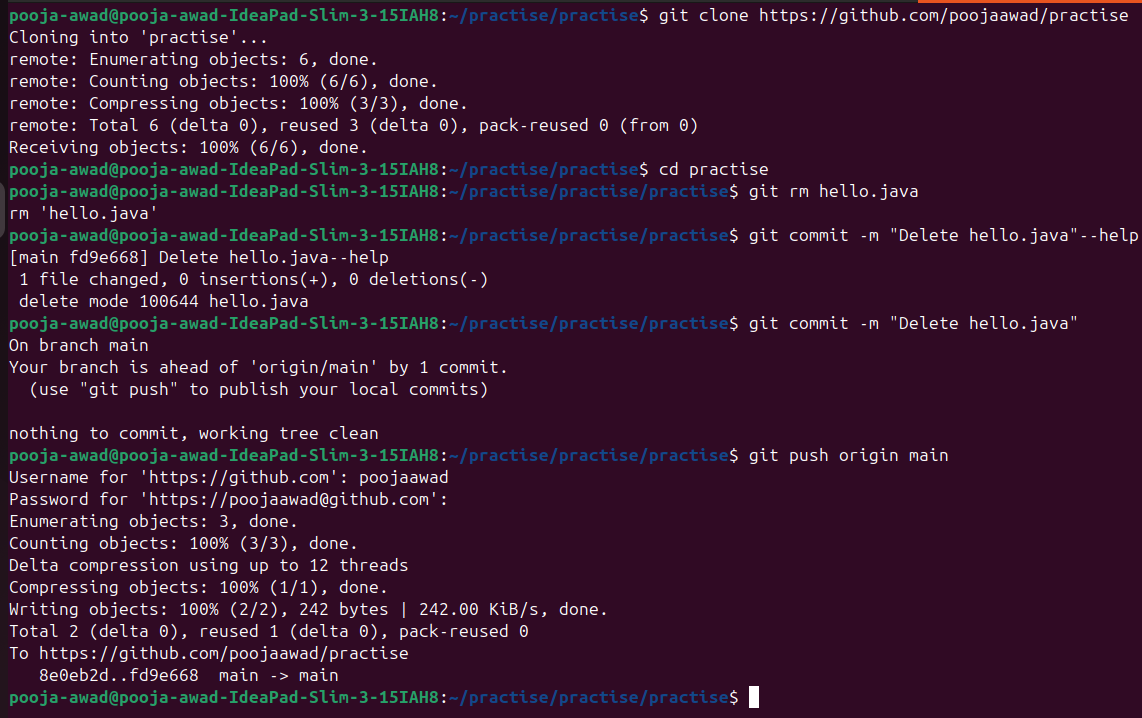 pooja-awad@pooja-awad-IdeaPad-Slim-3-15IAH8:~/practise/practise$ git clone https://github.com/poojaawad/practise
Cloning into 'practise'...
remote: Enumerating objects: 6, done.
remote: Counting objects: 100% (6/6), done.
remote: Compressing objects: 100% (3/3), done.
remote: Total 6 (delta 0), reused 3 (delta 0), pack-reused 0 (from 0)
Receiving objects: 100% (6/6), done.
pooja-awad@pooja-awad-IdeaPad-Slim-3-15IAH8:~/practise/practise$ cd practise
pooja-awad@pooja-awad-IdeaPad-Slim-3-15IAH8:~/practise/practise/practise$ git rm hello.java
rm 'hello.java'
pooja-awad@pooja-awad-IdeaPad-Slim-3-15IAH8:~/practise/practise/practise$ git commit -m "Delete hello.java"--help
[main fd9e668] Delete hello.java--help
 1 file changed, 0 insertions(+), 0 deletions(-)
 delete mode 100644 hello.java
pooja-awad@pooja-awad-IdeaPad-Slim-3-15IAH8:~/practise/practise/practise$ git commit -m "Delete hello.java"
On branch main
Your branch is ahead of 'origin/main' by 1 commit.
  (use "git push" to publish your local commits)

nothing to commit, working tree clean
pooja-awad@pooja-awad-IdeaPad-Slim-3-15IAH8:~/practise/practise/practise$ git push origin main
Username for 'https://github.com': poojaawad
Password for 'https://poojaawad@github.com':
Enumerating objects: 3, done.
Counting objects: 100% (3/3), done.
Delta compression using up to 12 threads
Compressing objects: 100% (1/1), done.
Writing objects: 100% (2/2), 242 bytes | 242.00 KiB/s, done.
Total 2 (delta 0), reused 1 (delta 0), pack-reused 0
To https://github.com/poojaawad/practise
   8e0eb2d..fd9e668  main -> main
pooja-awad@pooja-awad-IdeaPad-Slim-3-15IAH8:~/practise/practise/practise$